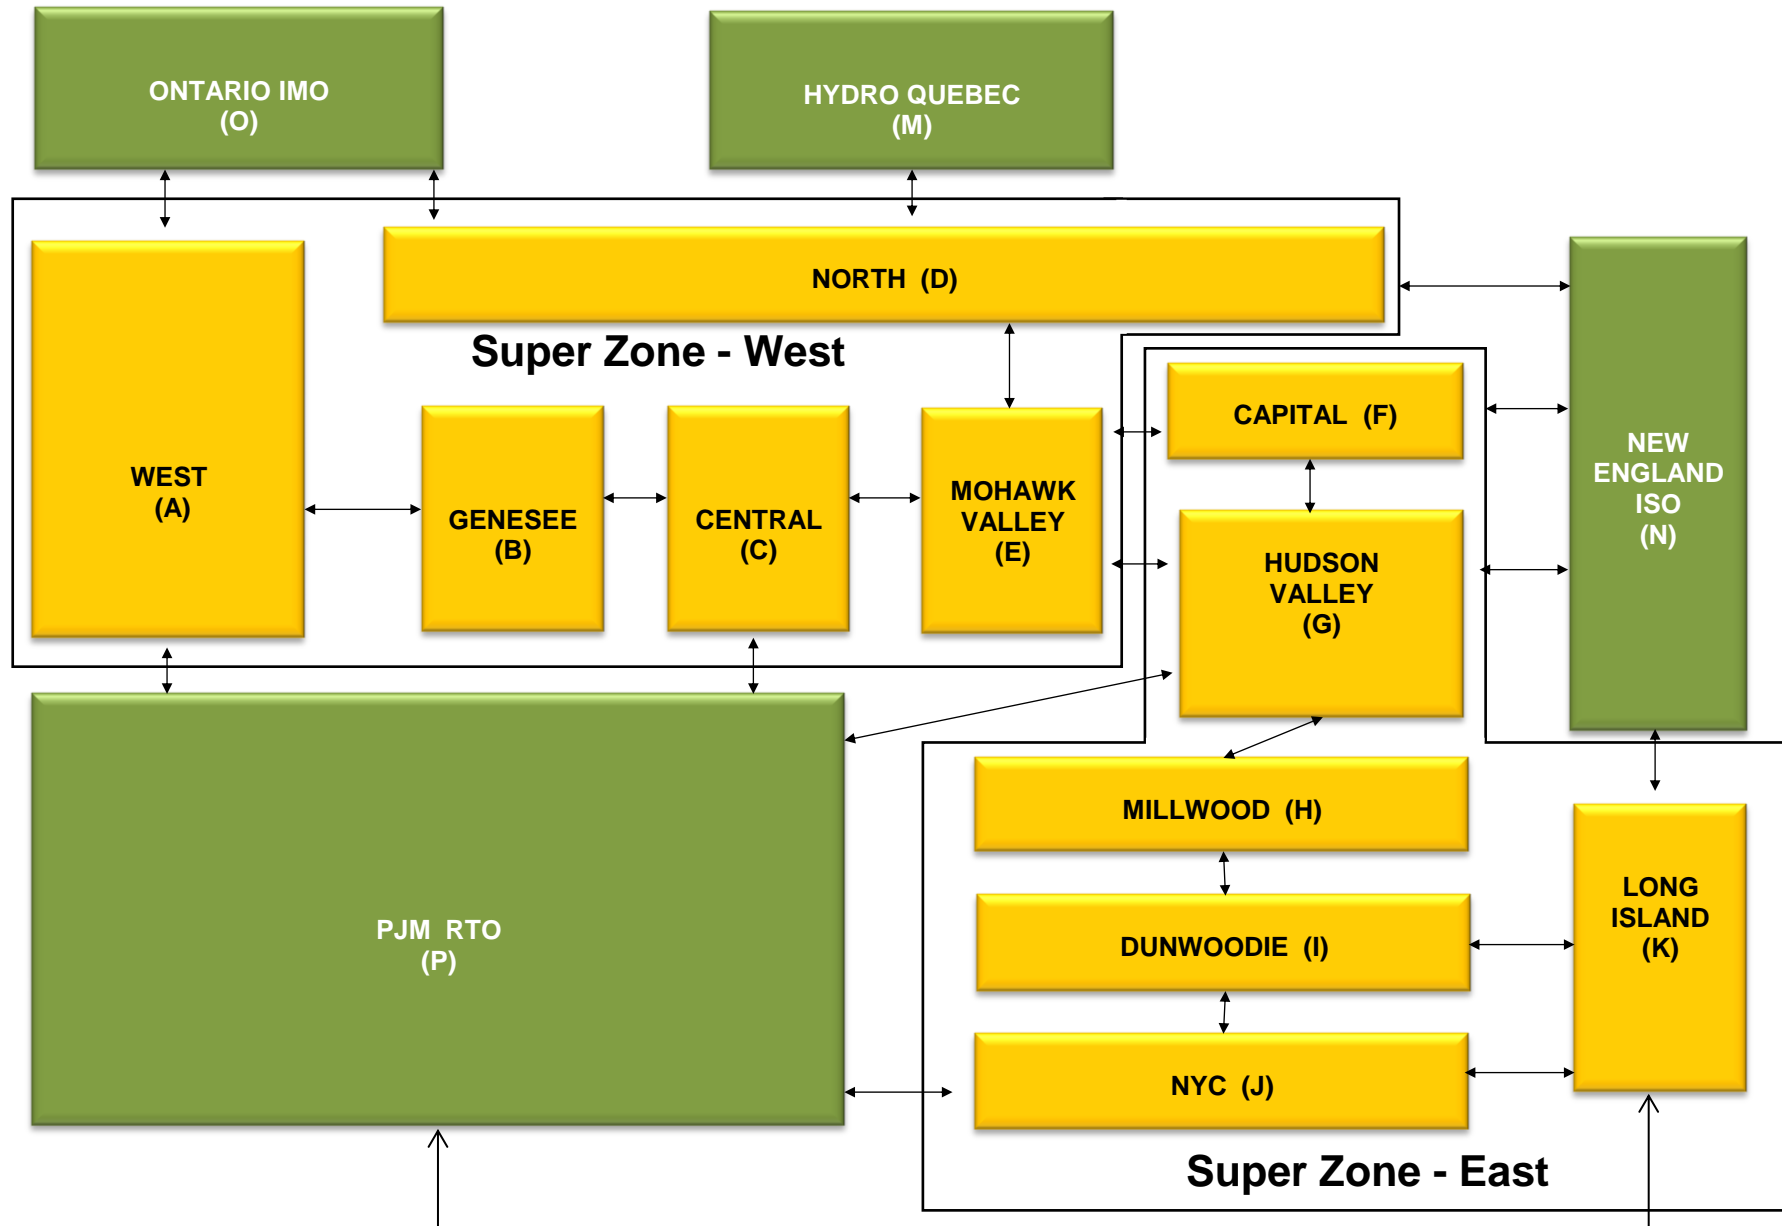 ONTARIO IMO
(O)
HYDRO QUEBEC
(M)
NORTH (D)
Super Zone - West
WEST
(A)
GENESEE
(B)
CENTRAL
(C)
MOHAWK
VALLEY
(E)
CAPITAL (F)
HUDSON
VALLEY
(G)
NEW
ENGLAND
ISO
(N)
PJM RTO
(P)
MILLWOOD (H)
DUNWOODIE (I)
NYC (J)
LONG
ISLAND
(K)
Super Zone - East